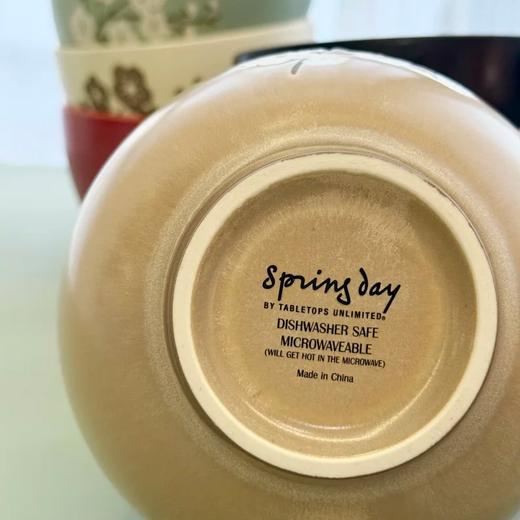 spring day
BY TABLETOPS UNLIMITED®
DISHWASHER SAFE
MICROWAVEABLE
(WILL GET HOT IN THE MICROWAVE)
Made in China